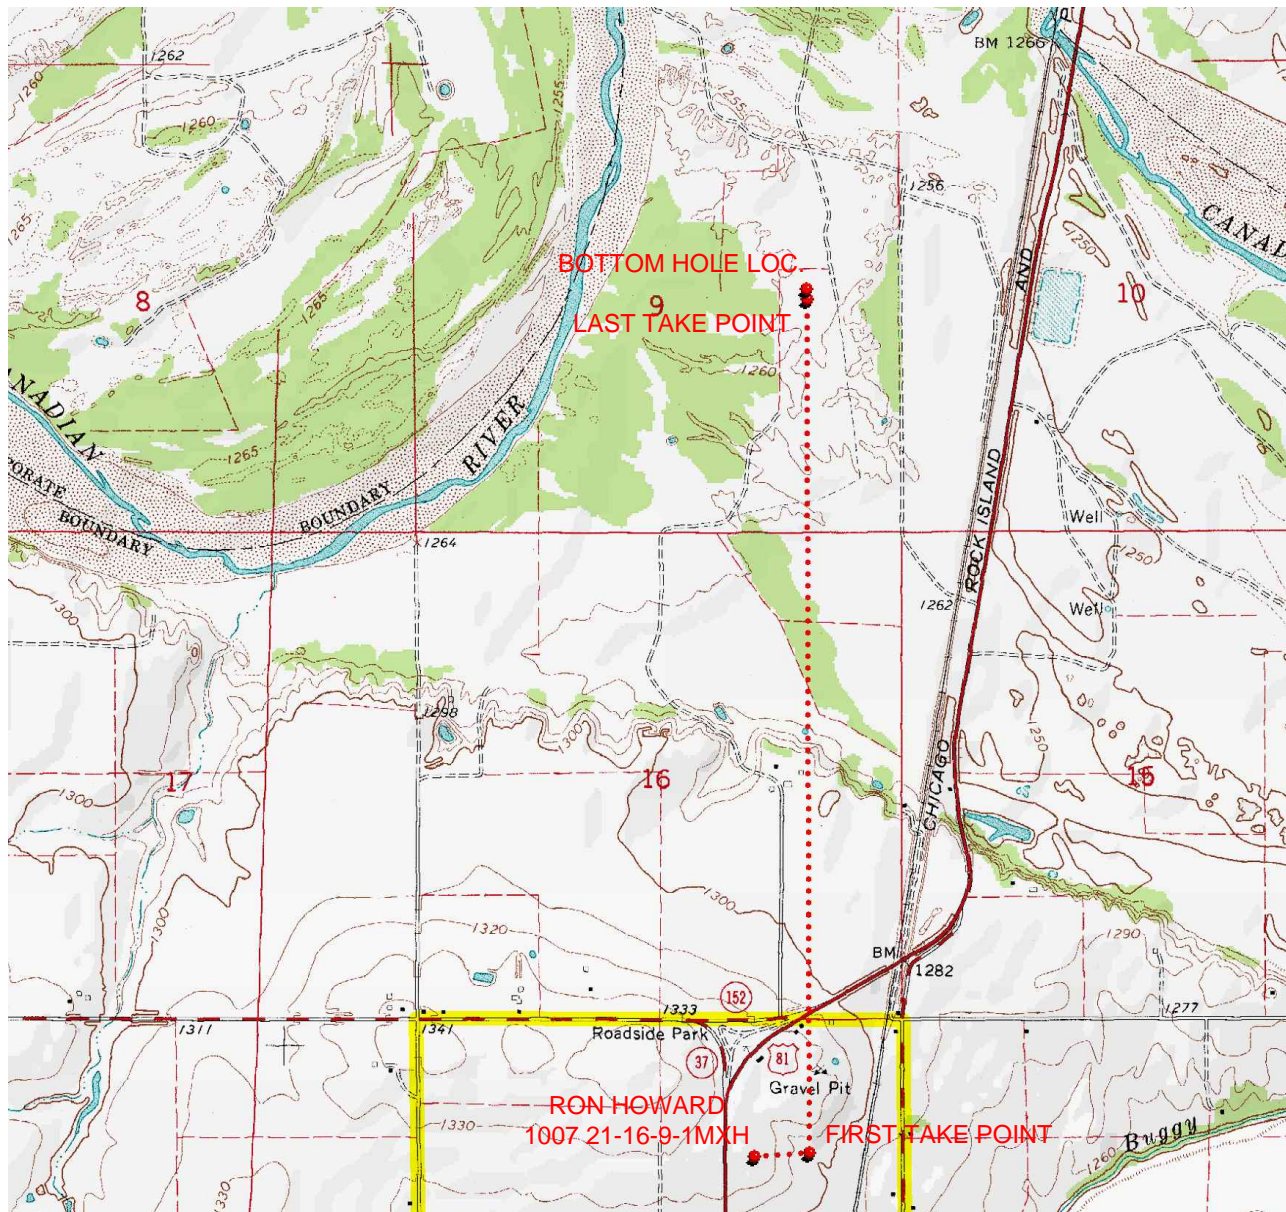 1262
1260
1265
1265
1265
1255
1255
BM 1266
1256
CANAD
1250
8
9
10
BOTTOM HOLE LOC.
LAST TAKE POINT
1260
AND
ROCK ISLAND
CHICAGO
ANADIAN
RIVER
ORATE
BOUNDARY
BOUNDARY
1264
1262
Well
1250
Well
1300
1298
1300
1250
17
16
15
1300
1300
1300
1320
1290
BM
1282
152
1311
1341
1333
Roadside Park
1277
37
81
Gravel Pit
1330
1330
RON HOWARD
1007 21-16-9-1MXH
FIRST TAKE POINT
1260
Buggy